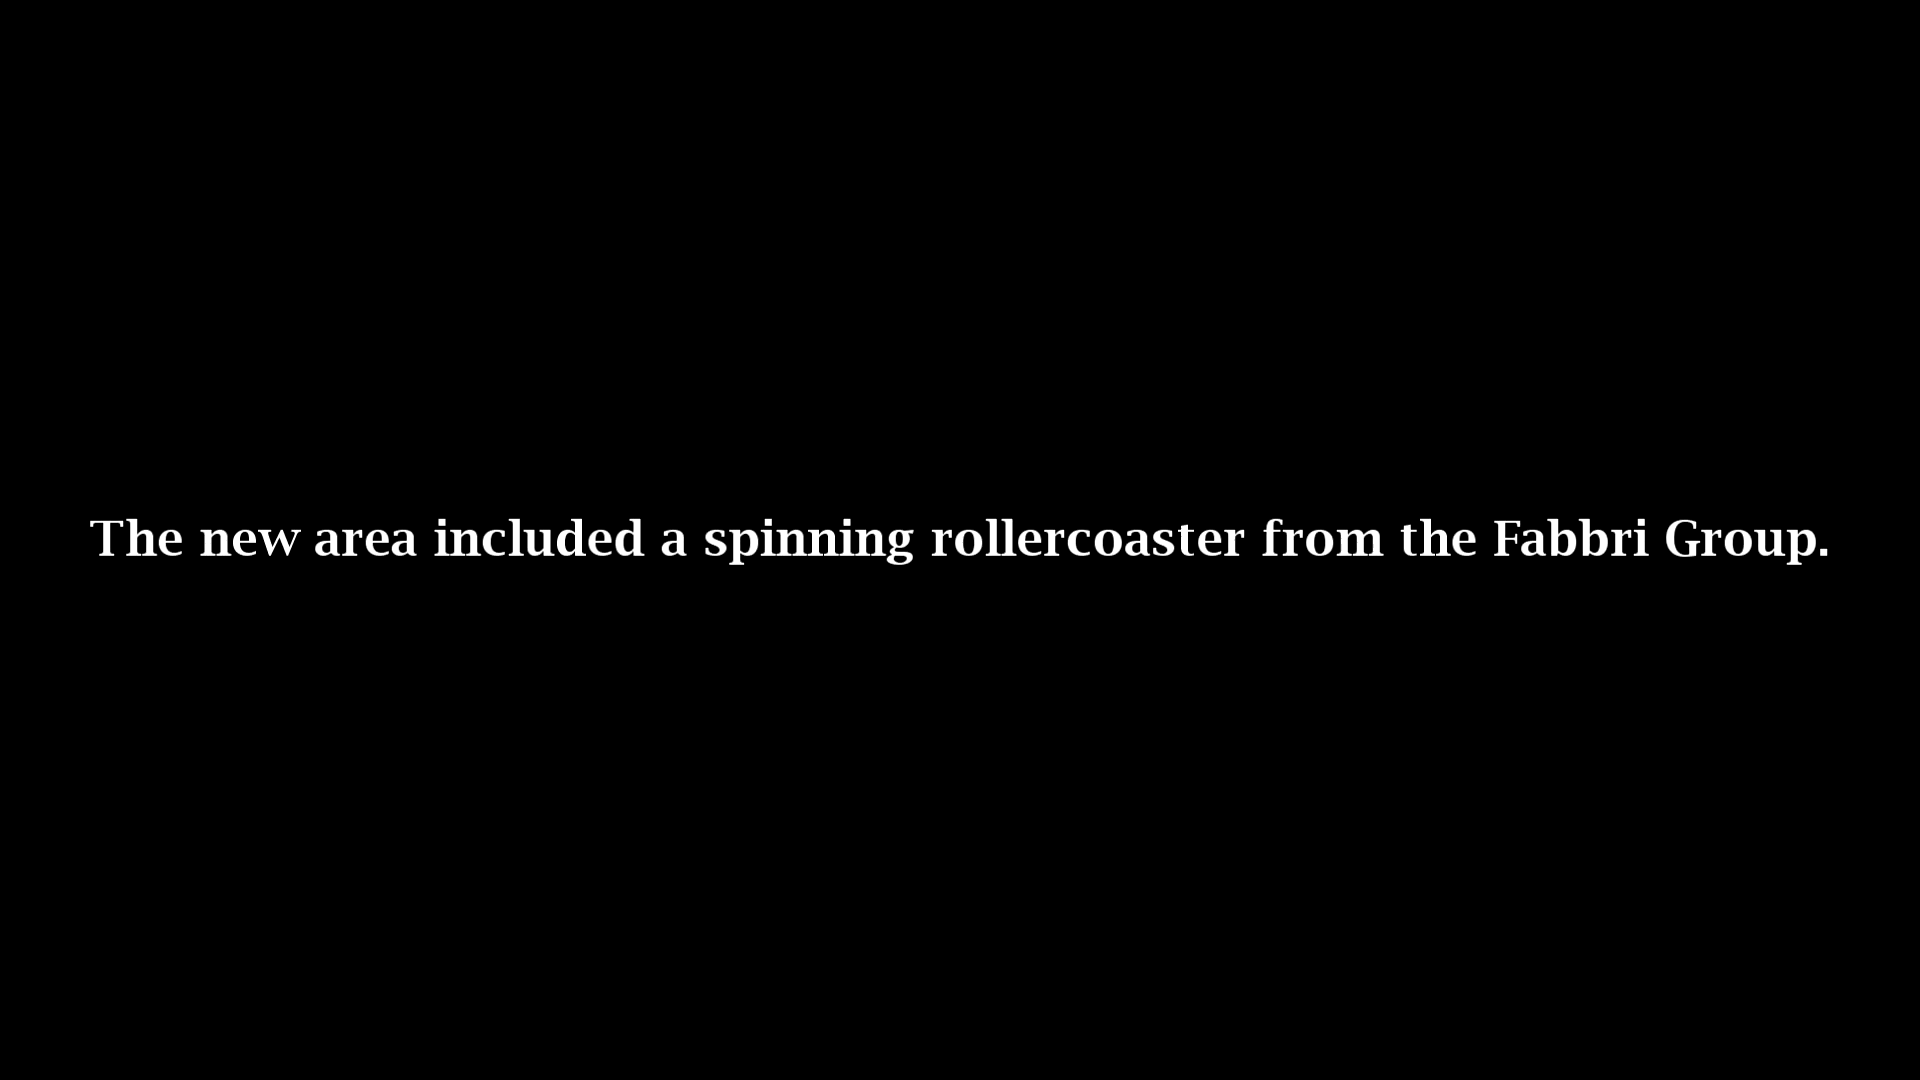 The new area included a spinning rollercoaster from the Fabbri Group.